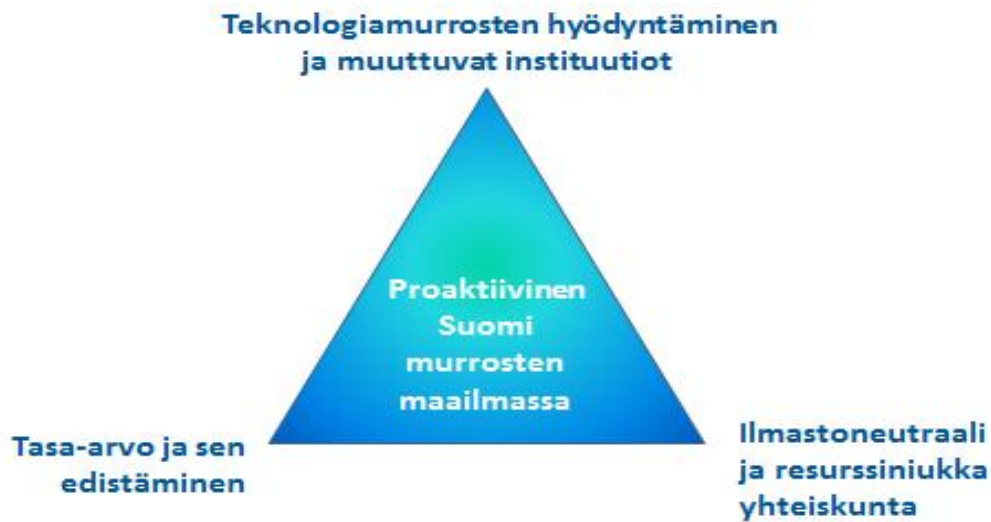 Teknologiamurrosten hyödyntäminen
ja muuttuvat instituutiot
Proaktiivinen
Suomi
murrosten
maailmassa
Tasa-arvo ja sen
edistäminen
Ilmastoneutraali
ja resurssiniukka
yhteiskunta